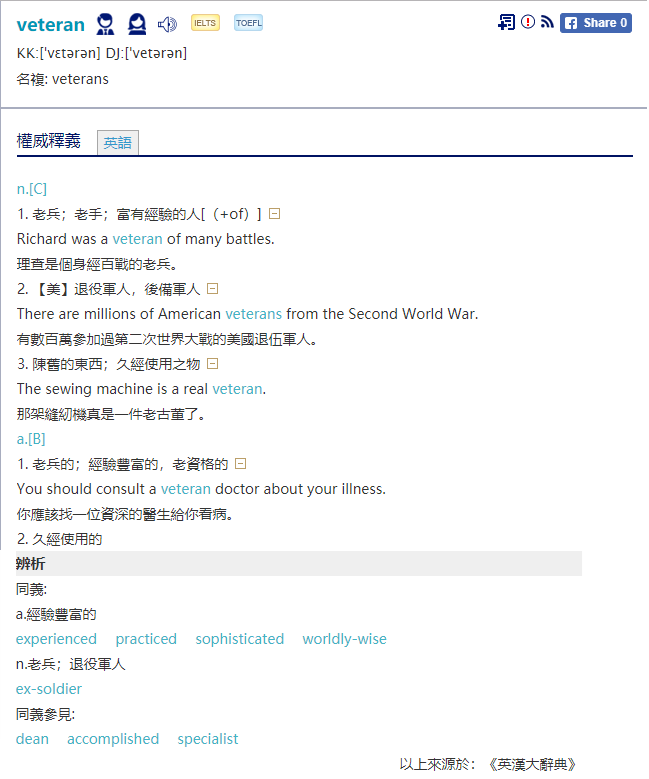 veteran IELTS TOEFL Share 0
KK:[ˈvɛtərən] DJ:[ˈvetərən]
名複: veterans
權威釋義 英語
n.[C]
1. 老兵；老手；富有經驗的人[（+of）]
Richard was a veteran of many battles.
理查是個身經百戰的老兵。
2. 【美】退役軍人，後備軍人
There are millions of American veterans from the Second World War.
有數百萬參加過第二次世界大戰的美國退伍軍人。
3. 陳舊的東西；久經使用之物
The sewing machine is a real veteran.
那架縫紉機真是一件老古董了。
a.[B]
1. 老兵的；經驗豐富的，老資格的
You should consult a veteran doctor about your illness.
你應該找一位資深的醫生給你看病。
2. 久經使用的
辨析
同義:
a.經驗豐富的
experienced practiced sophisticated worldly-wise
n.老兵；退役軍人
ex-soldier
同義參見:
dean accomplished specialist
以上來源於：《英漢大辭典》